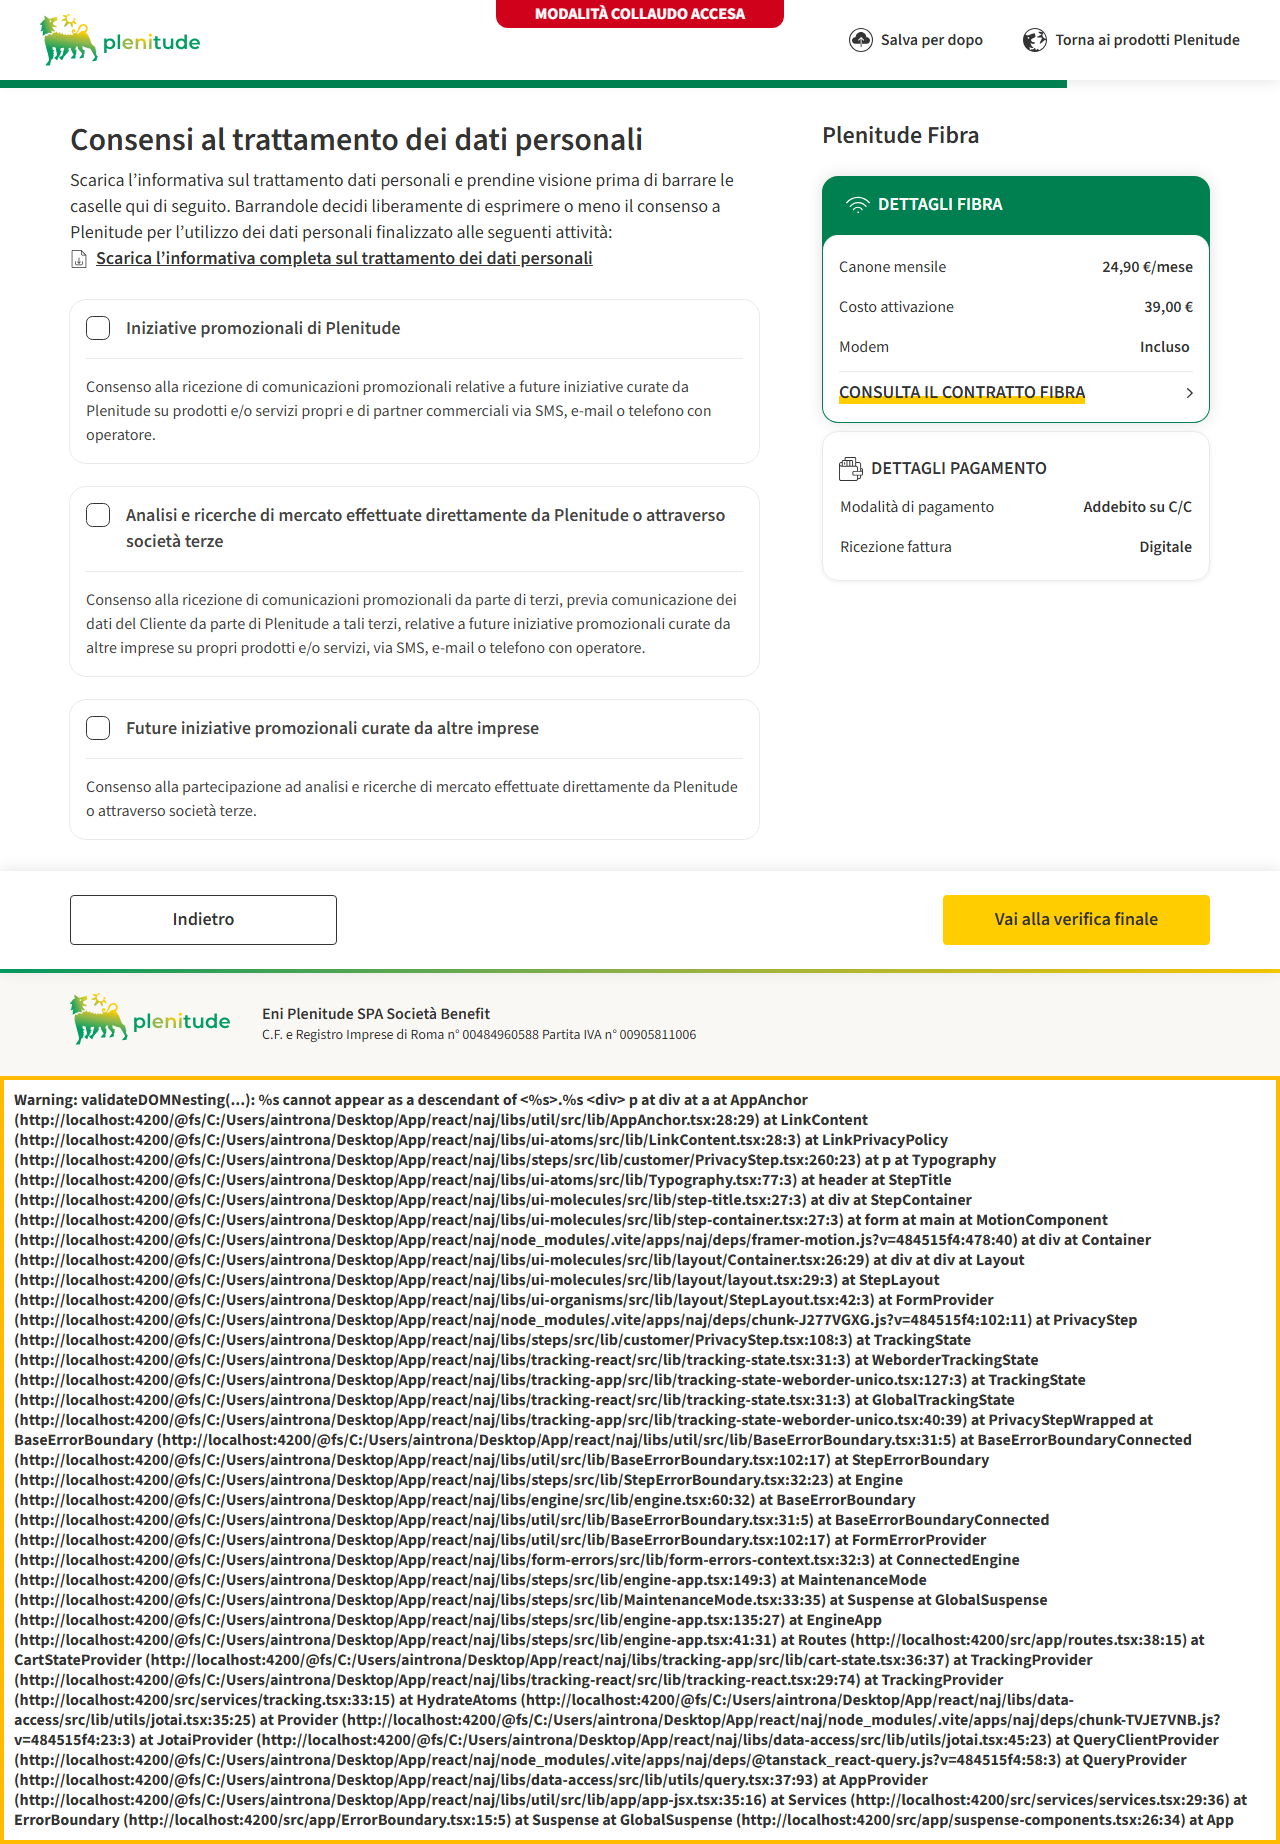 MODALITÀ COLLAUDO ACCESA
plenitude
Salva per dopo
Torna ai prodotti Plenitude
Consensi al trattamento dei dati personali
Scarica l’informativa sul trattamento dati personali e prendine visione prima di barrare le
caselle qui di seguito. Barrandole decidi liberamente di esprimere o meno il consenso a
Plenitude per l’utilizzo dei dati personali finalizzato alle seguenti attività:
Scarica l’informativa completa sul trattamento dei dati personali
Iniziative promozionali di Plenitude
Consenso alla ricezione di comunicazioni promozionali relative a future iniziative curate da
Plenitude su prodotti e/o servizi propri e di partner commerciali via SMS, e-mail o telefono con
operatore.
Analisi e ricerche di mercato effettuate direttamente da Plenitude o attraverso
società terze
Consenso alla ricezione di comunicazioni promozionali da parte di terzi, previa comunicazione dei
dati del Cliente da parte di Plenitude a tali terzi, relative a future iniziative promozionali curate da
altre imprese su propri prodotti e/o servizi, via SMS, e-mail o telefono con operatore.
Future iniziative promozionali curate da altre imprese
Consenso alla partecipazione ad analisi e ricerche di mercato effettuate direttamente da Plenitude
o attraverso società terze.
Plenitude Fibra
DETTAGLI FIBRA
Canone mensile 24,90 €/mese
Costo attivazione 39,00 €
Modem Incluso
CONSULTA IL CONTRATTO FIBRA
DETTAGLI PAGAMENTO
Modalità di pagamento Addebito su C/C
Ricezione fattura Digitale
Indietro
Vai alla verifica finale
plenitude
Eni Plenitude SPA Società Benefit
C.F. e Registro Imprese di Roma n° 00484960588 Partita IVA n° 00905811006
Warning: validateDOMNesting(...): %s cannot appear as a descendant of <%s>.%s <div> p at div at a at AppAnchor
(http://localhost:4200/@fs/C:/Users/aintrona/Desktop/App/react/naj/libs/util/src/lib/AppAnchor.tsx:28:29) at LinkContent
(http://localhost:4200/@fs/C:/Users/aintrona/Desktop/App/react/naj/libs/ui-atoms/src/lib/LinkContent.tsx:28:3) at LinkPrivacyPolicy
(http://localhost:4200/@fs/C:/Users/aintrona/Desktop/App/react/naj/libs/steps/src/lib/customer/PrivacyStep.tsx:260:23) at p at Typography
(http://localhost:4200/@fs/C:/Users/aintrona/Desktop/App/react/naj/libs/ui-atoms/src/lib/Typography.tsx:77:3) at header at StepTitle
(http://localhost:4200/@fs/C:/Users/aintrona/Desktop/App/react/naj/libs/ui-molecules/src/lib/step-title.tsx:27:3) at div at StepContainer
(http://localhost:4200/@fs/C:/Users/aintrona/Desktop/App/react/naj/libs/ui-molecules/src/lib/step-container.tsx:27:3) at form at main at MotionComponent
(http://localhost:4200/@fs/C:/Users/aintrona/Desktop/App/react/naj/node_modules/.vite/apps/naj/deps/framer-motion.js?v=484515f4:478:40) at div at Container
(http://localhost:4200/@fs/C:/Users/aintrona/Desktop/App/react/naj/libs/ui-molecules/src/lib/layout/Container.tsx:26:29) at div at div at Layout
(http://localhost:4200/@fs/C:/Users/aintrona/Desktop/App/react/naj/libs/ui-molecules/src/lib/layout/layout.tsx:29:3) at StepLayout
(http://localhost:4200/@fs/C:/Users/aintrona/Desktop/App/react/naj/libs/ui-organisms/src/lib/layout/StepLayout.tsx:42:3) at FormProvider
(http://localhost:4200/@fs/C:/Users/aintrona/Desktop/App/react/naj/node_modules/.vite/apps/naj/deps/chunk-J277VGXG.js?v=484515f4:102:11) at PrivacyStep
(http://localhost:4200/@fs/C:/Users/aintrona/Desktop/App/react/naj/libs/steps/src/lib/customer/PrivacyStep.tsx:108:3) at TrackingState
(http://localhost:4200/@fs/C:/Users/aintrona/Desktop/App/react/naj/libs/tracking-react/src/lib/tracking-state.tsx:31:3) at WeborderTrackingState
(http://localhost:4200/@fs/C:/Users/aintrona/Desktop/App/react/naj/libs/tracking-app/src/lib/tracking-state-weborder-unico.tsx:127:3) at TrackingState
(http://localhost:4200/@fs/C:/Users/aintrona/Desktop/App/react/naj/libs/tracking-react/src/lib/tracking-state.tsx:31:3) at GlobalTrackingState
(http://localhost:4200/@fs/C:/Users/aintrona/Desktop/App/react/naj/libs/tracking-app/src/lib/tracking-state-weborder-unico.tsx:40:39) at PrivacyStepWrapped at
BaseErrorBoundary (http://localhost:4200/@fs/C:/Users/aintrona/Desktop/App/react/naj/libs/util/src/lib/BaseErrorBoundary.tsx:31:5) at BaseErrorBoundaryConnected
(http://localhost:4200/@fs/C:/Users/aintrona/Desktop/App/react/naj/libs/util/src/lib/BaseErrorBoundary.tsx:102:17) at StepErrorBoundary
(http://localhost:4200/@fs/C:/Users/aintrona/Desktop/App/react/naj/libs/steps/src/lib/StepErrorBoundary.tsx:32:23) at Engine
(http://localhost:4200/@fs/C:/Users/aintrona/Desktop/App/react/naj/libs/engine/src/lib/engine.tsx:60:32) at BaseErrorBoundary
(http://localhost:4200/@fs/C:/Users/aintrona/Desktop/App/react/naj/libs/util/src/lib/BaseErrorBoundary.tsx:31:5) at BaseErrorBoundaryConnected
(http://localhost:4200/@fs/C:/Users/aintrona/Desktop/App/react/naj/libs/util/src/lib/BaseErrorBoundary.tsx:102:17) at FormErrorProvider
(http://localhost:4200/@fs/C:/Users/aintrona/Desktop/App/react/naj/libs/form-errors/src/lib/form-errors-context.tsx:32:3) at ConnectedEngine
(http://localhost:4200/@fs/C:/Users/aintrona/Desktop/App/react/naj/libs/steps/src/lib/engine-app.tsx:149:3) at MaintenanceMode
(http://localhost:4200/@fs/C:/Users/aintrona/Desktop/App/react/naj/libs/steps/src/lib/MaintenanceMode.tsx:33:35) at Suspense at GlobalSuspense
(http://localhost:4200/@fs/C:/Users/aintrona/Desktop/App/react/naj/libs/steps/src/lib/engine-app.tsx:135:27) at EngineApp
(http://localhost:4200/@fs/C:/Users/aintrona/Desktop/App/react/naj/libs/steps/src/lib/engine-app.tsx:41:31) at Routes (http://localhost:4200/src/app/routes.tsx:38:15) at
CartStateProvider (http://localhost:4200/@fs/C:/Users/aintrona/Desktop/App/react/naj/libs/tracking-app/src/lib/cart-state.tsx:36:37) at TrackingProvider
(http://localhost:4200/@fs/C:/Users/aintrona/Desktop/App/react/naj/libs/tracking-react/src/lib/tracking-react.tsx:29:74) at TrackingProvider
(http://localhost:4200/src/services/tracking.tsx:33:15) at HydrateAtoms (http://localhost:4200/@fs/C:/Users/aintrona/Desktop/App/react/naj/libs/data-
access/src/lib/utils/jotai.tsx:35:25) at Provider (http://localhost:4200/@fs/C:/Users/aintrona/Desktop/App/react/naj/node_modules/.vite/apps/naj/deps/chunk-TVJE7VNB.js?
v=484515f4:23:3) at JotaiProvider (http://localhost:4200/@fs/C:/Users/aintrona/Desktop/App/react/naj/libs/data-access/src/lib/utils/jotai.tsx:45:23) at QueryClientProvider
(http://localhost:4200/@fs/C:/Users/aintrona/Desktop/App/react/naj/node_modules/.vite/apps/naj/deps/@tanstack_react-query.js?v=484515f4:58:3) at QueryProvider
(http://localhost:4200/@fs/C:/Users/aintrona/Desktop/App/react/naj/libs/data-access/src/lib/utils/query.tsx:37:93) at AppProvider
(http://localhost:4200/@fs/C:/Users/aintrona/Desktop/App/react/naj/libs/util/src/lib/app/app-jsx.tsx:35:16) at Services (http://localhost:4200/src/services/services.tsx:29:36) at
ErrorBoundary (http://localhost:4200/src/app/ErrorBoundary.tsx:15:5) at Suspense at GlobalSuspense (http://localhost:4200/src/app/suspense-components.tsx:26:34) at App